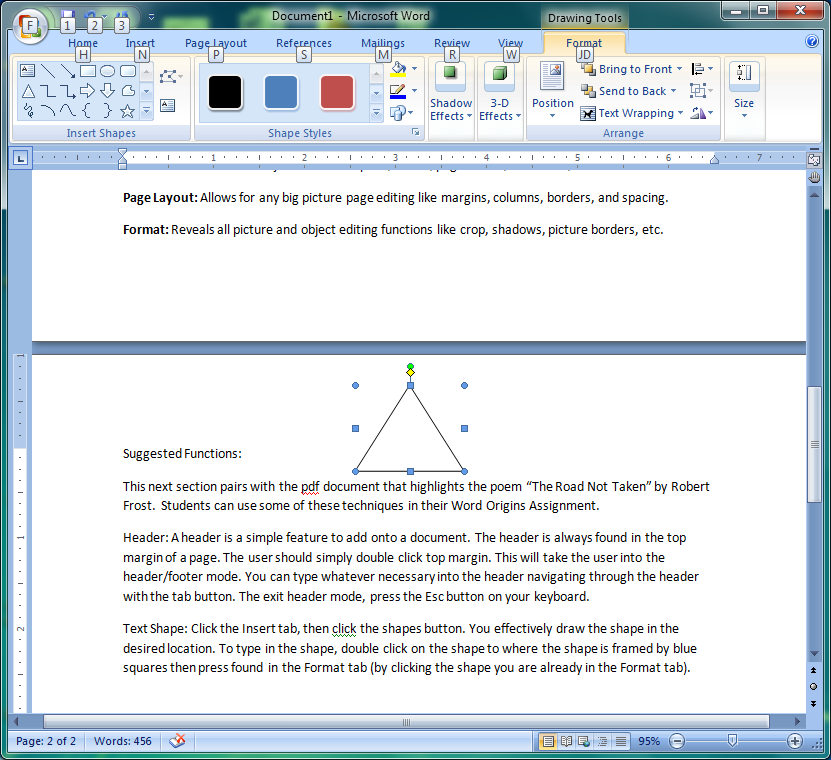 Document1 - Microsoft Word
Drawing Tools
F
1
2
3
Home
Insert
Page Layout
References
Mailings
Review
View
Format
H
N
P
S
M
R
W
JD
Bring to Front
Send to Back
Text Wrapping
Shadow
Effects
3-D
Effects
Position
Size
Insert Shapes
Shape Styles
Arrange
1 2 3 4 5 6 7
Page Layout: Allows for any big picture page editing like margins, columns, borders, and spacing.
Format: Reveals all picture and object editing functions like crop, shadows, picture borders, etc.
Suggested Functions:
This next section pairs with the pdf document that highlights the poem “The Road Not Taken” by Robert
Frost. Students can use some of these techniques in their Word Origins Assignment.
Header: A header is a simple feature to add onto a document. The header is always found in the top
margin of a page. The user should simply double click top margin. This will take the user into the
header/footer mode. You can type whatever necessary into the header navigating through the header
with the tab button. The exit header mode, press the Esc button on your keyboard.
Text Shape: Click the Insert tab, then click the shapes button. You effectively draw the shape in the
desired location. To type in the shape, double click on the shape to where the shape is framed by blue
squares then press found in the Format tab (by clicking the shape you are already in the Format tab).
1
1
2
Page: 2 of 2
Words: 456
95%